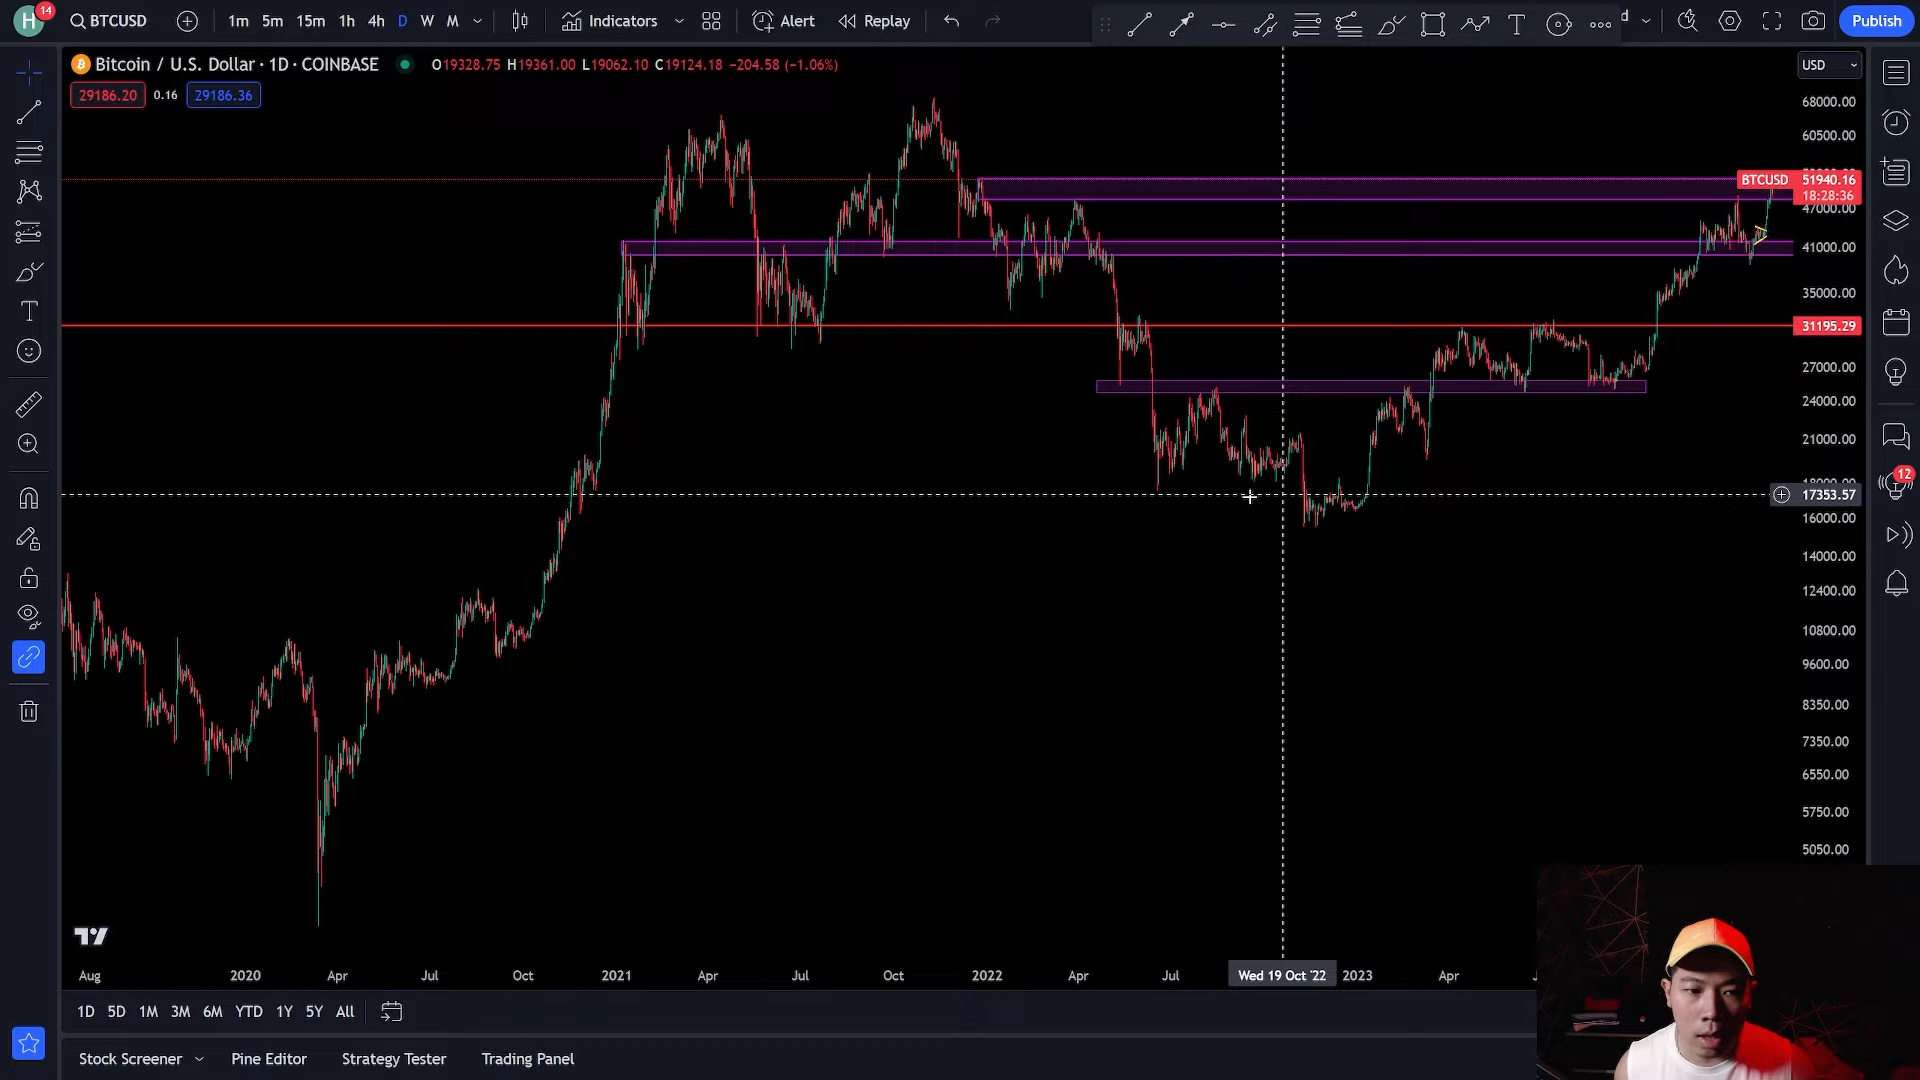 H
14
BTCUSD
1m 5m 15m 1h 4h D W M
Indicators
Alert
Replay
d
Publish
Bitcoin / U.S. Dollar · 1D · COINBASE
O19328.75 H19361.00 L19062.10 C19124.18 −204.58 (−1.06%)
USD
29186.20 0.16 29186.36
68000.00
60500.00
BTCUSD 51940.16
18:28:36
47000.00
41000.00
35000.00
31195.29
27000.00
24000.00
21000.00
12
17353.57
16000.00
14000.00
12400.00
10800.00
9600.00
8350.00
7350.00
6550.00
5750.00
5050.00
Aug 2020 Apr Jul Oct 2021 Apr Jul Oct 2022 Apr Jul Wed 19 Oct '22 2023 Apr
1D 5D 1M 3M 6M YTD 1Y 5Y All
Stock Screener Pine Editor Strategy Tester Trading Panel